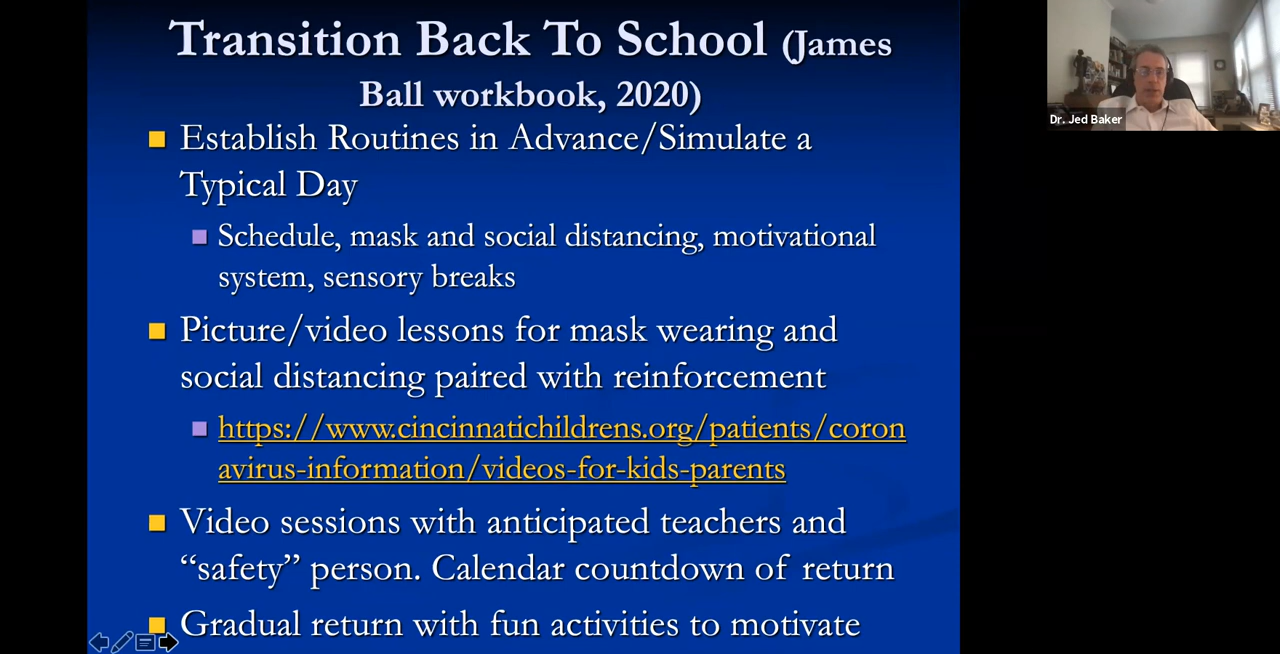 Transition Back To School (James
Ball workbook, 2020)
Establish Routines in Advance/Simulate a
Typical Day
Schedule, mask and social distancing, motivational
system, sensory breaks
Picture/video lessons for mask wearing and
social distancing paired with reinforcement
https://www.cincinnatichildrens.org/patients/coron
avirus-information/videos-for-kids-parents
Video sessions with anticipated teachers and
“safety” person. Calendar countdown of return
Gradual return with fun activities to motivate
Dr. Jed Baker